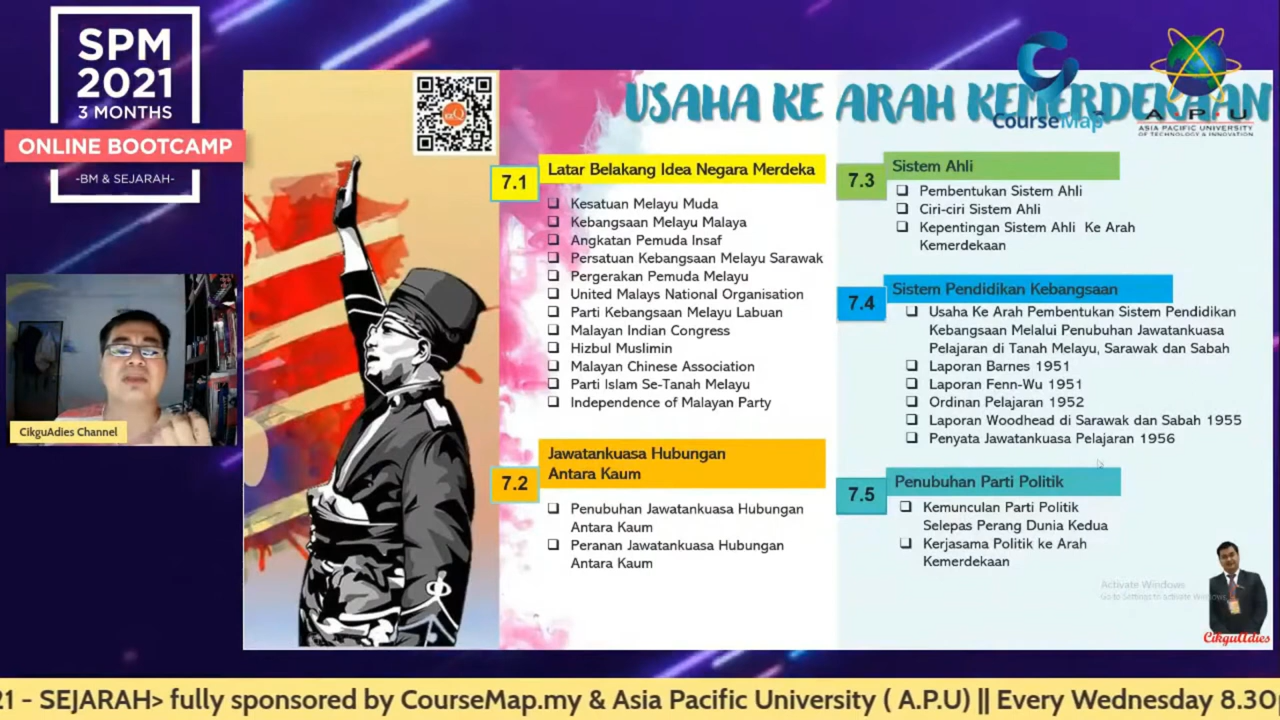 SPM
2021
3 MONTHS
ONLINE BOOTCAMP
-BM & SEJARAH-
CikguAdies Channel
USAHA KE ARAH KEMERDEKAAN
CourseMap
A P U
ASIA PACIFIC UNIVERSITY
OF TECHNOLOGY & INNOVATION
7.1
Latar Belakang Idea Negara Merdeka
❑ Kesatuan Melayu Muda
❑ Kebangsaan Melayu Malaya
❑ Angkatan Pemuda Insaf
❑ Persatuan Kebangsaan Melayu Sarawak
❑ Pergerakan Pemuda Melayu
❑ United Malays National Organisation
❑ Parti Kebangsaan Melayu Labuan
❑ Malayan Indian Congress
❑ Hizbul Muslimin
❑ Malayan Chinese Association
❑ Parti Islam Se-Tanah Melayu
❑ Independence of Malayan Party
7.2
Jawatankuasa Hubungan
Antara Kaum
❑ Penubuhan Jawatankuasa Hubungan
Antara Kaum
❑ Peranan Jawatankuasa Hubungan
Antara Kaum
7.3
Sistem Ahli
❑ Pembentukan Sistem Ahli
❑ Ciri-ciri Sistem Ahli
❑ Kepentingan Sistem Ahli Ke Arah
Kemerdekaan
7.4
Sistem Pendidikan Kebangsaan
❑ Usaha Ke Arah Pembentukan Sistem Pendidikan
Kebangsaan Melalui Penubuhan Jawatankuasa
Pelajaran di Tanah Melayu, Sarawak dan Sabah
❑ Laporan Barnes 1951
❑ Laporan Fenn-Wu 1951
❑ Ordinan Pelajaran 1952
❑ Laporan Woodhead di Sarawak dan Sabah 1955
❑ Penyata Jawatankuasa Pelajaran 1956
7.5
Penubuhan Parti Politik
❑ Kemunculan Parti Politik
Selepas Perang Dunia Kedua
❑ Kerjasama Politik ke Arah
Kemerdekaan
Activate Windows
Go to Settings to activate Windows.
CikguAdies
21 - SEJARAH> fully sponsored by CourseMap.my & Asia Pacific University ( A.P.U) || Every Wednesday 8.30